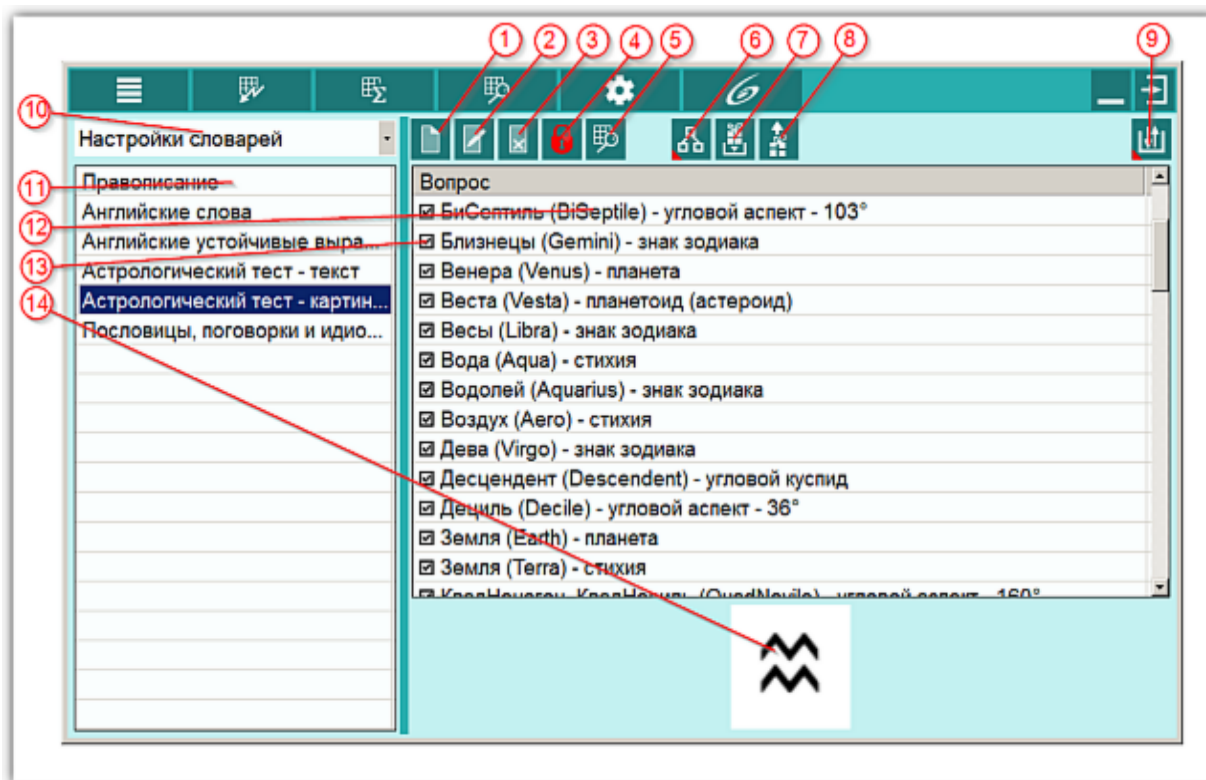 1 2 3 4 5 6 7 8 9
10
Настройки словарей
11
Правописание
Английские слова
12
Английские устойчивые выра...
13
Астрологический тест - текст
14
Астрологический тест - картин...
Пословицы, поговорки и идио...
Вопрос
БиСептиль (BiSeptile) - угловой аспект - 103°
Близнецы (Gemini) - знак зодиака
Венера (Venus) - планета
Веста (Vesta) - планетоид (астероид)
Весы (Libra) - знак зодиака
Вода (Aqua) - стихия
Водолей (Aquarius) - знак зодиака
Воздух (Aero) - стихия
Дева (Virgo) - знак зодиака
Десцендент (Descendent) - угловой куспид
Дециль (Decile) - угловой аспект - 36°
Земля (Earth) - планета
Земля (Terra) - стихия
(QuadNovile) - угловой аспект - 160°